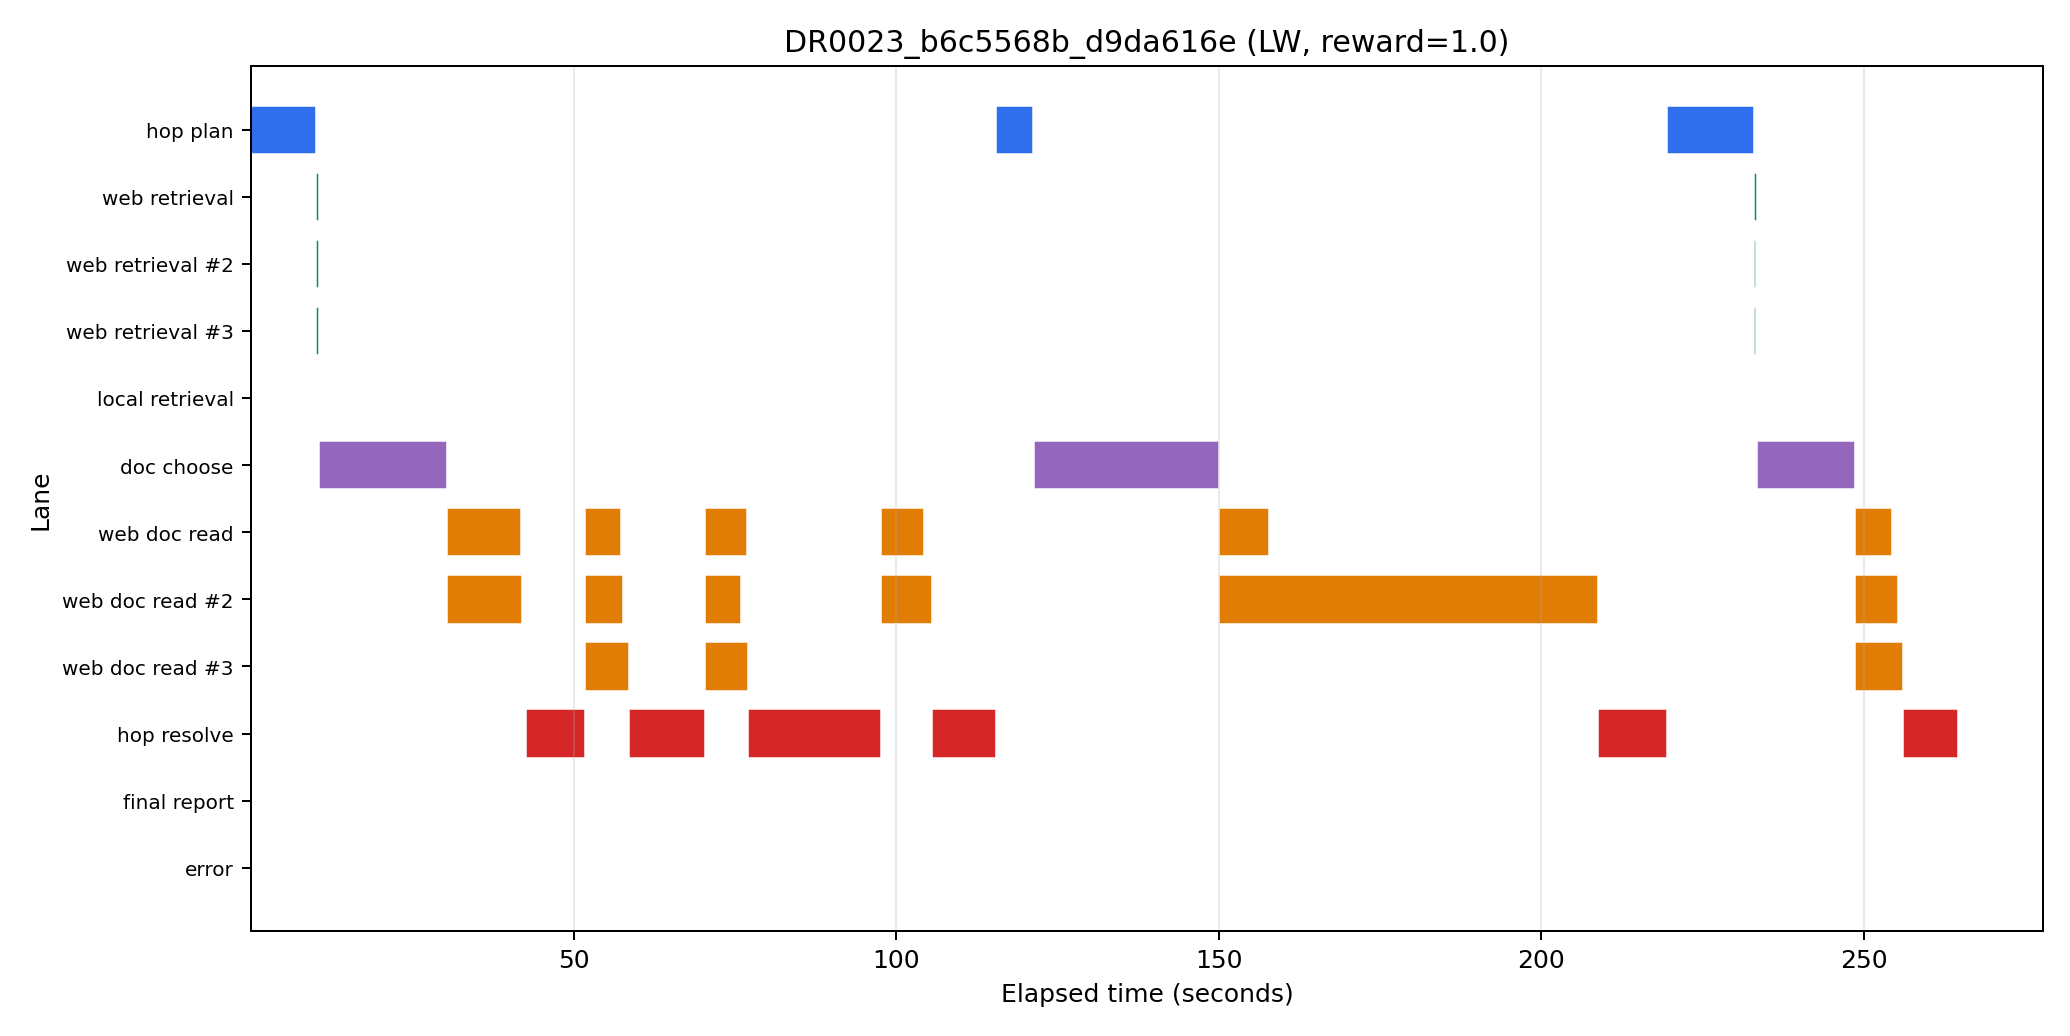 DR0023_b6c5568b_d9da616e (LW, reward=1.0)
hop plan
web retrieval
web retrieval #2
web retrieval #3
local retrieval
doc choose
web doc read
web doc read #2
web doc read #3
hop resolve
final report
error
Lane
50 100 150 200 250
Elapsed time (seconds)